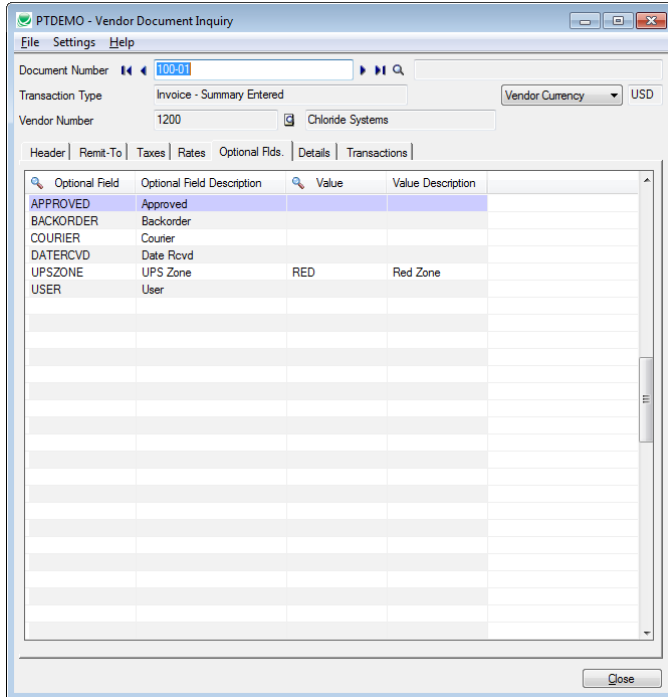 PTDEMO - Vendor Document Inquiry
File Settings Help
Document Number 100-01
Transaction Type Invoice - Summary Entered Vendor Currency USD
Vendor Number 1200 Chloride Systems
Header Remit-To Taxes Rates Optional Flds. Details Transactions
Optional Field Optional Field Description Value Value Description
APPROVED Approved
BACKORDER Backorder
COURIER Courier
DATERCVD Date Rcvd
UPSZONE UPS Zone RED Red Zone
USER User
Close